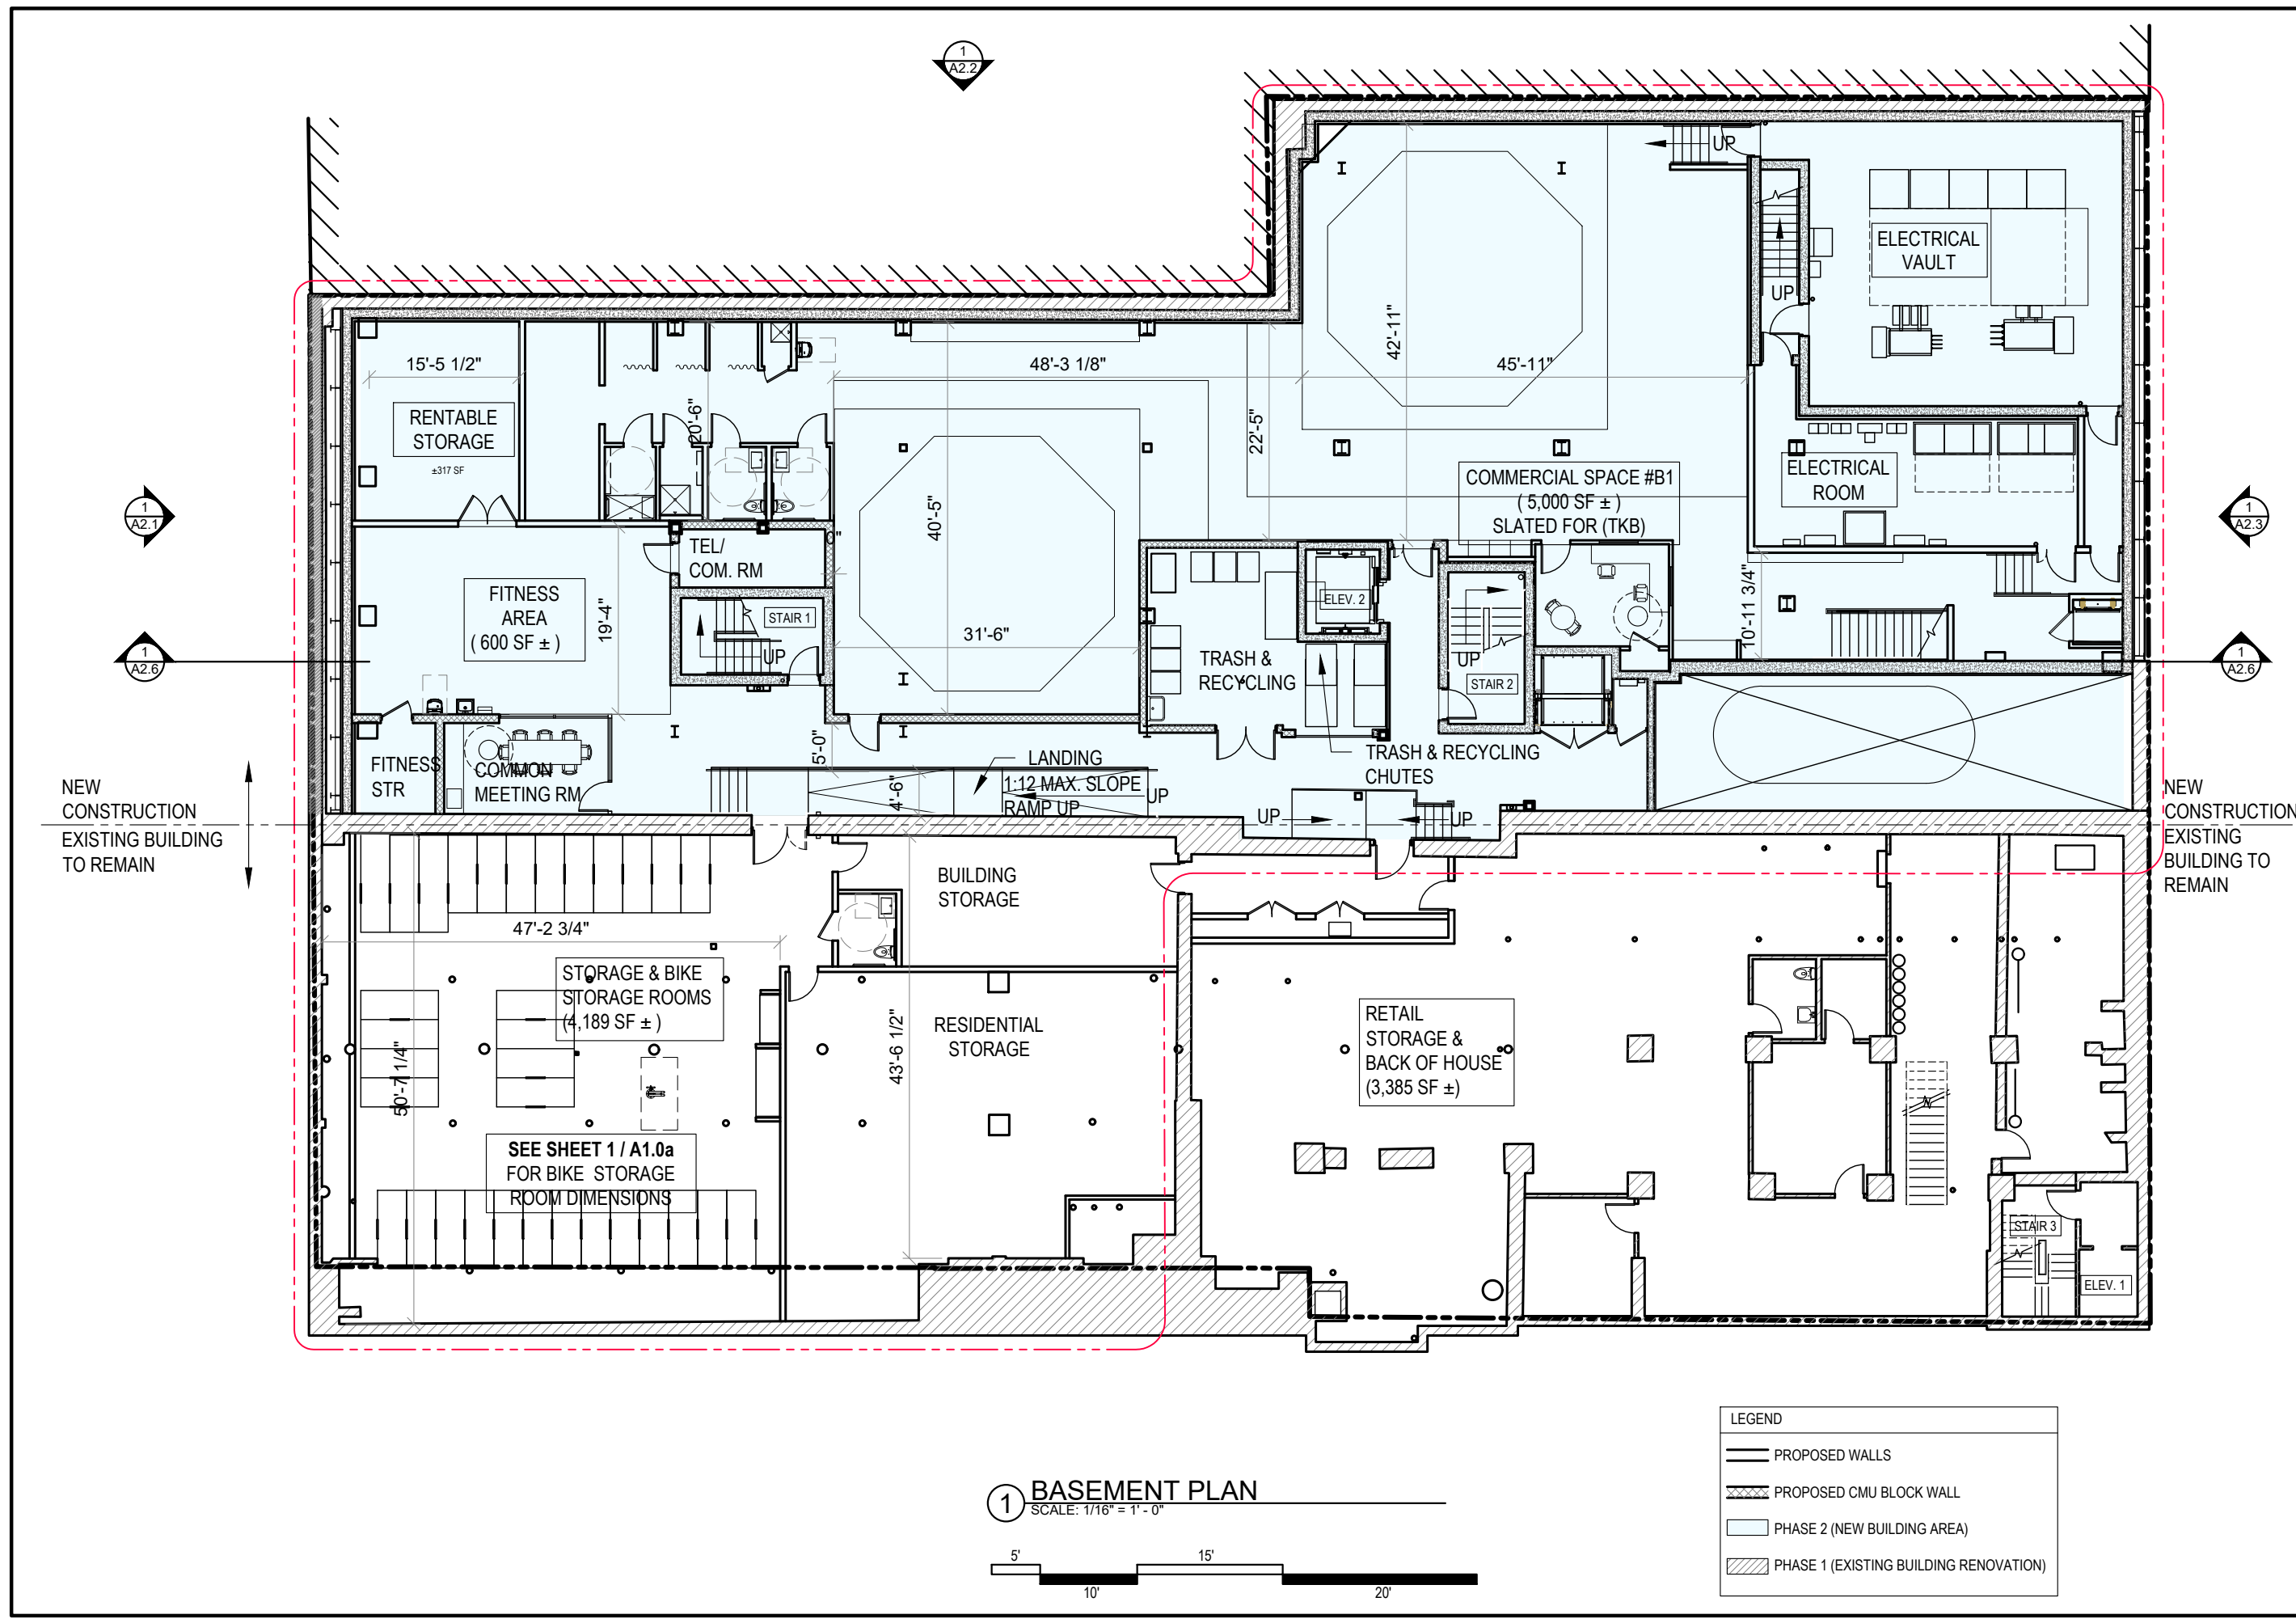 1
A2.2
UP
ELECTRICAL
VAULT
UP
15'-5 1/2"
48'-3 1/8"
42'-11"
45'-11"
RENTABLE
STORAGE
±317 SF
20'-6"
22'-5"
COMMERCIAL SPACE #B1
( 5,000 SF ± )
SLATED FOR (TKB)
ELECTRICAL
ROOM
1
A2.1
1
A2.3
40'-5"
0"
TEL/
COM. RM
FITNESS
AREA
( 600 SF ± )
19'-4"
STAIR 1
UP
31'-6"
ELEV. 2
TRASH &
RECYCLING
UP
STAIR 2
10'-11 3/4"
1
A2.6
1
A2.6
5'-0"
LANDING
1:12 MAX. SLOPE
RAMP UP
UP
4'-6"
TRASH & RECYCLING
CHUTES
UP
UP
FITNESS
STR
COMMON
MEETING RM
NEW
CONSTRUCTION
EXISTING BUILDING
TO REMAIN
NEW
CONSTRUCTION
EXISTING
BUILDING TO
REMAIN
BUILDING
STORAGE
47'-2 3/4"
STORAGE & BIKE
STORAGE ROOMS
(4,189 SF ± )
50'-7 1/4"
43'-6 1/2"
RESIDENTIAL
STORAGE
RETAIL
STORAGE &
BACK OF HOUSE
(3,385 SF ±)
SEE SHEET 1 / A1.0a
FOR BIKE STORAGE
ROOM DIMENSIONS
STAIR 3
ELEV. 1
1
BASEMENT PLAN
SCALE: 1/16" = 1' - 0"
5'
15'
10'
20'
LEGEND
PROPOSED WALLS
PROPOSED CMU BLOCK WALL
PHASE 2 (NEW BUILDING AREA)
PHASE 1 (EXISTING BUILDING RENOVATION)